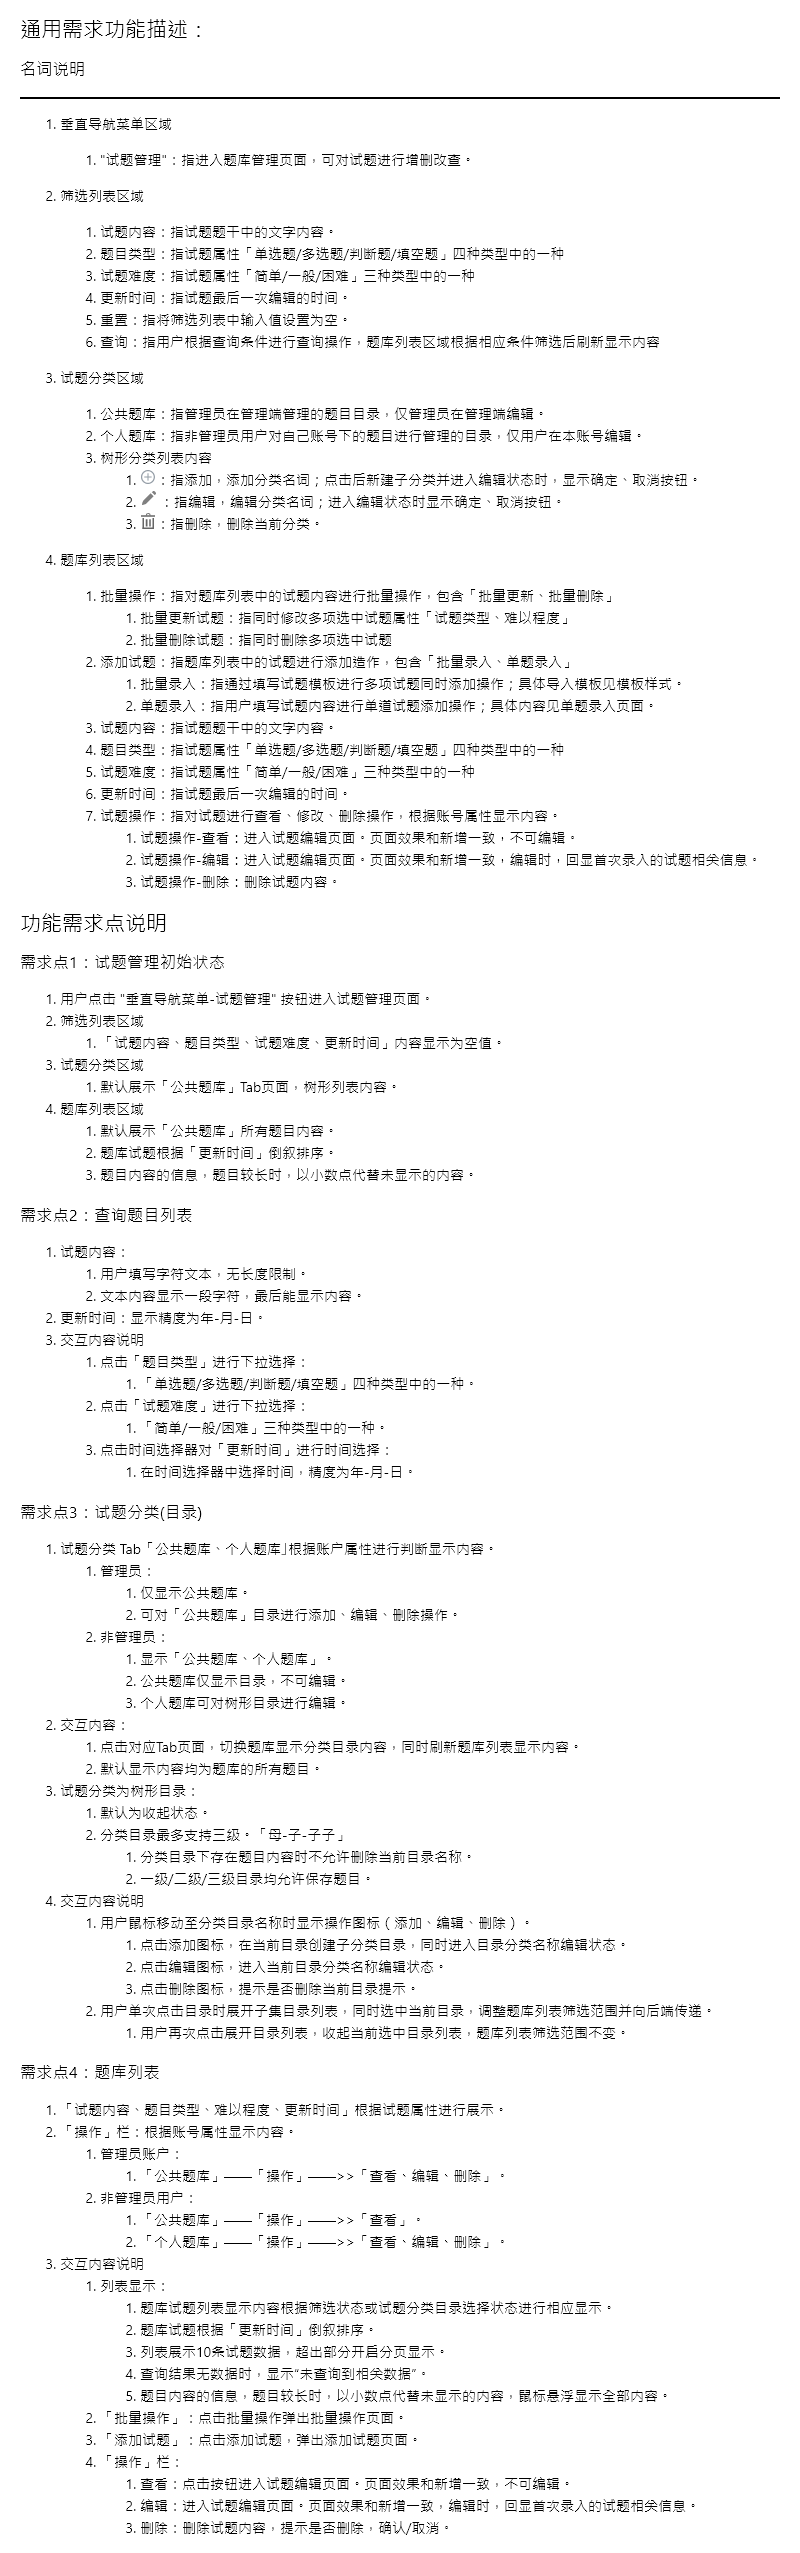 通用需求功能描述：
名词说明
1. 垂直导航菜单区域
1. "试题管理"：指进入题库管理页面，可对试题进行增删改查。
2. 筛选列表区域
1. 试题内容：指试题题干中的文字内容。
2. 题目类型：指试题属性「单选题/多选题/判断题/填空题」四种类型中的一种
3. 试题难度：指试题属性「简单/一般/困难」三种类型中的一种
4. 更新时间：指试题最后一次编辑的时间。
5. 重置：指将筛选列表中输入值设置为空。
6. 查询：指用户根据查询条件进行查询操作，题库列表区域根据相应条件筛选后刷新显示内容
3. 试题分类区域
1. 公共题库：指管理员在管理端管理的题目目录，仅管理员在管理端编辑。
2. 个人题库：指非管理员用户对自己账号下的题目进行管理的目录，仅用户在本账号编辑。
3. 树形分类列表内容
1. ：指添加，添加分类名词；点击后新建子分类并进入编辑状态时，显示确定、取消按钮。
2. ：指编辑，编辑分类名词；进入编辑状态时显示确定、取消按钮。
3. ：指删除，删除当前分类。
4. 题库列表区域
1. 批量操作：指对题库列表中的试题内容进行批量操作，包含「批量更新、批量删除」
1. 批量更新试题：指同时修改多项选中试题属性「试题类型、难以程度」
2. 批量删除试题：指同时删除多项选中试题
2. 添加试题：指题库列表中的试题进行添加造作，包含「批量录入、单题录入」
1. 批量录入：指通过填写试题模板进行多项试题同时添加操作；具体导入模板见模板样式。
2. 单题录入：指用户填写试题内容进行单道试题添加操作；具体内容见单题录入页面。
3. 试题内容：指试题题干中的文字内容。
4. 题目类型：指试题属性「单选题/多选题/判断题/填空题」四种类型中的一种
5. 试题难度：指试题属性「简单/一般/困难」三种类型中的一种
6. 更新时间：指试题最后一次编辑的时间。
7. 试题操作：指对试题进行查看、修改、删除操作，根据账号属性显示内容。
1. 试题操作-查看：进入试题编辑页面。页面效果和新增一致，不可编辑。
2. 试题操作-编辑：进入试题编辑页面。页面效果和新增一致，编辑时，回显首次录入的试题相关信息。
3. 试题操作-删除：删除试题内容。
功能需求点说明
需求点1：试题管理初始状态
1. 用户点击 "垂直导航菜单-试题管理" 按钮进入试题管理页面。
2. 筛选列表区域
1. 「试题内容、题目类型、试题难度、更新时间」内容显示为空值。
3. 试题分类区域
1. 默认展示「公共题库」Tab页面，树形列表内容。
4. 题库列表区域
1. 默认展示「公共题库」所有题目内容。
2. 题库试题根据「更新时间」倒叙排序。
3. 题目内容的信息，题目较长时，以小数点代替未显示的内容。
需求点2：查询题目列表
1. 试题内容：
1. 用户填写字符文本，无长度限制。
2. 文本内容显示一段字符，最后能显示内容。
2. 更新时间：显示精度为年-月-日。
3. 交互内容说明
1. 点击「题目类型」进行下拉选择：
1. 「单选题/多选题/判断题/填空题」四种类型中的一种。
2. 点击「试题难度」进行下拉选择：
1. 「简单/一般/困难」三种类型中的一种。
3. 点击时间选择器对「更新时间」进行时间选择：
1. 在时间选择器中选择时间，精度为年-月-日。
需求点3：试题分类(目录)
1. 试题分类 Tab「公共题库、个人题库｣根据账户属性进行判断显示内容。
1. 管理员：
1. 仅显示公共题库。
2. 可对「公共题库」目录进行添加、编辑、删除操作。
2. 非管理员：
1. 显示「公共题库、个人题库」。
2. 公共题库仅显示目录，不可编辑。
3. 个人题库可对树形目录进行编辑。
2. 交互内容：
1. 点击对应Tab页面，切换题库显示分类目录内容，同时刷新题库列表显示内容。
2. 默认显示内容均为题库的所有题目。
3. 试题分类为树形目录：
1. 默认为收起状态。
2. 分类目录最多支持三级。「母-子-子子」
1. 分类目录下存在题目内容时不允许删除当前目录名称。
2. 一级/二级/三级目录均允许保存题目。
4. 交互内容说明
1. 用户鼠标移动至分类目录名称时显示操作图标（添加、编辑、删除）。
1. 点击添加图标，在当前目录创建子分类目录，同时进入目录分类名称编辑状态。
2. 点击编辑图标，进入当前目录分类名称编辑状态。
3. 点击删除图标，提示是否删除当前目录提示。
2. 用户单次点击目录时展开子集目录列表，同时选中当前目录，调整题库列表筛选范围并向后端传递。
1. 用户再次点击展开目录列表，收起当前选中目录列表，题库列表筛选范围不变。
需求点4：题库列表
1. 「试题内容、题目类型、难以程度、更新时间」根据试题属性进行展示。
2. 「操作」栏：根据账号属性显示内容。
1. 管理员账户：
1. 「公共题库」——「操作」——>>「查看、编辑、删除」。
2. 非管理员用户：
1. 「公共题库」——「操作」——>>「查看」。
2. 「个人题库」——「操作」——>>「查看、编辑、删除」。
3. 交互内容说明
1. 列表显示：
1. 题库试题列表显示内容根据筛选状态或试题分类目录选择状态进行相应显示。
2. 题库试题根据「更新时间」倒叙排序。
3. 列表展示10条试题数据，超出部分开启分页显示。
4. 查询结果无数据时，显示“未查询到相关数据”。
5. 题目内容的信息，题目较长时，以小数点代替未显示的内容，鼠标悬浮显示全部内容。
2. 「批量操作」：点击批量操作弹出批量操作页面。
3. 「添加试题」：点击添加试题，弹出添加试题页面。
4. 「操作」栏：
1. 查看：点击按钮进入试题编辑页面。页面效果和新增一致，不可编辑。
2. 编辑：进入试题编辑页面。页面效果和新增一致，编辑时，回显首次录入的试题相关信息。
3. 删除：删除试题内容，提示是否删除，确认/取消。